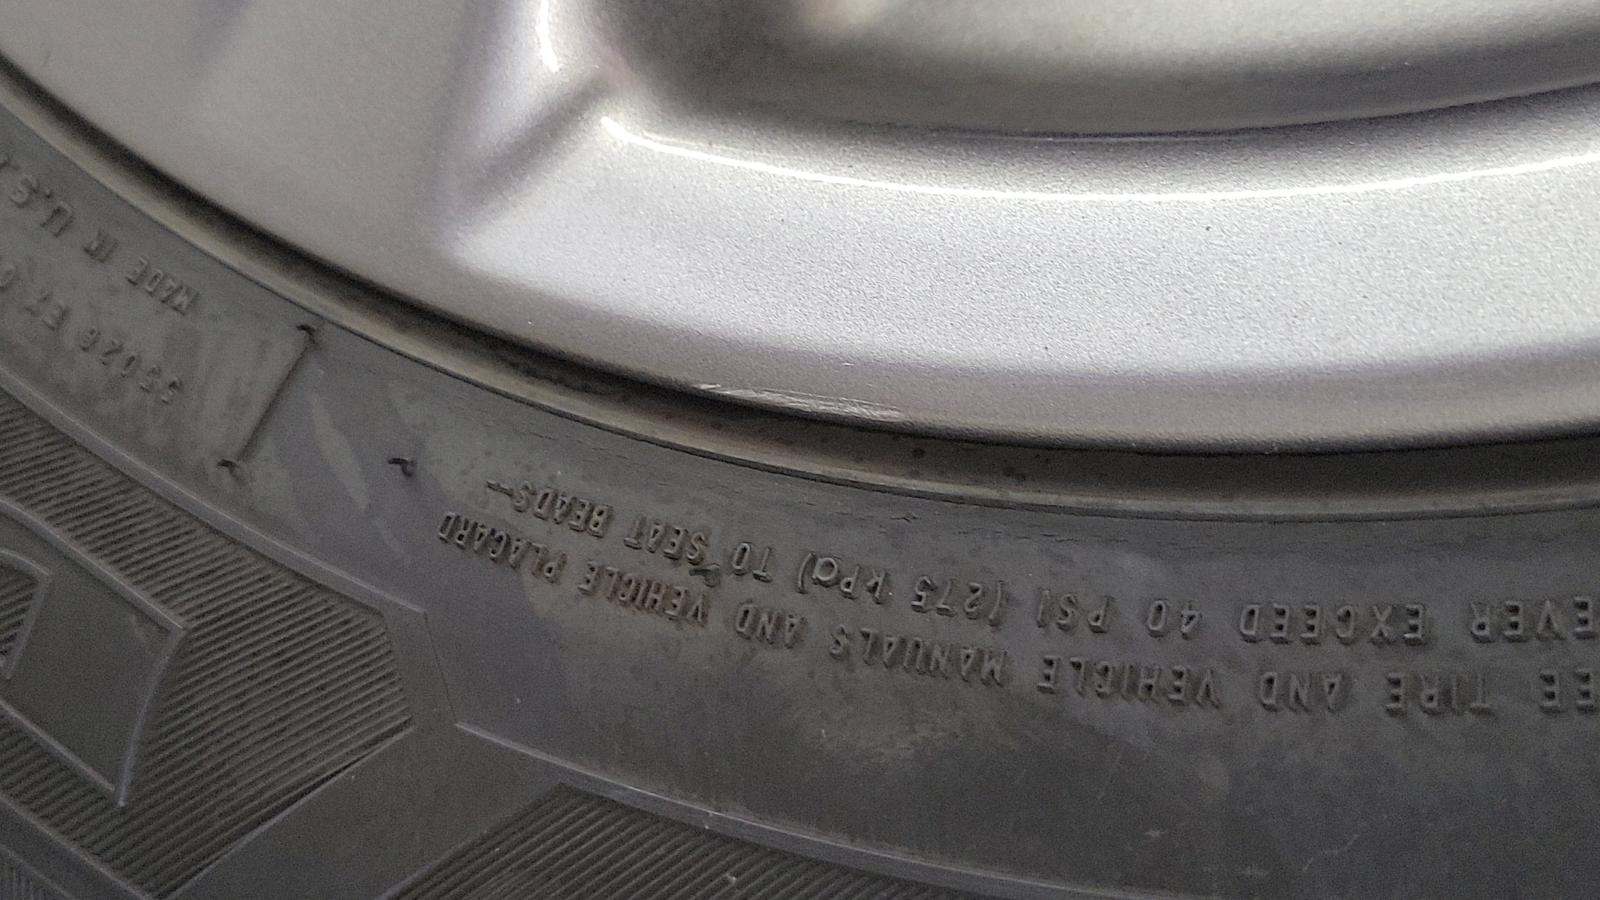 EE TIRE AND VEHICLE MANUALS AND VEHICLE PLACARD
EVER EXCEED 40 PSI (275 kPa) TO SEAT BEADS—
MADE IN U.S.